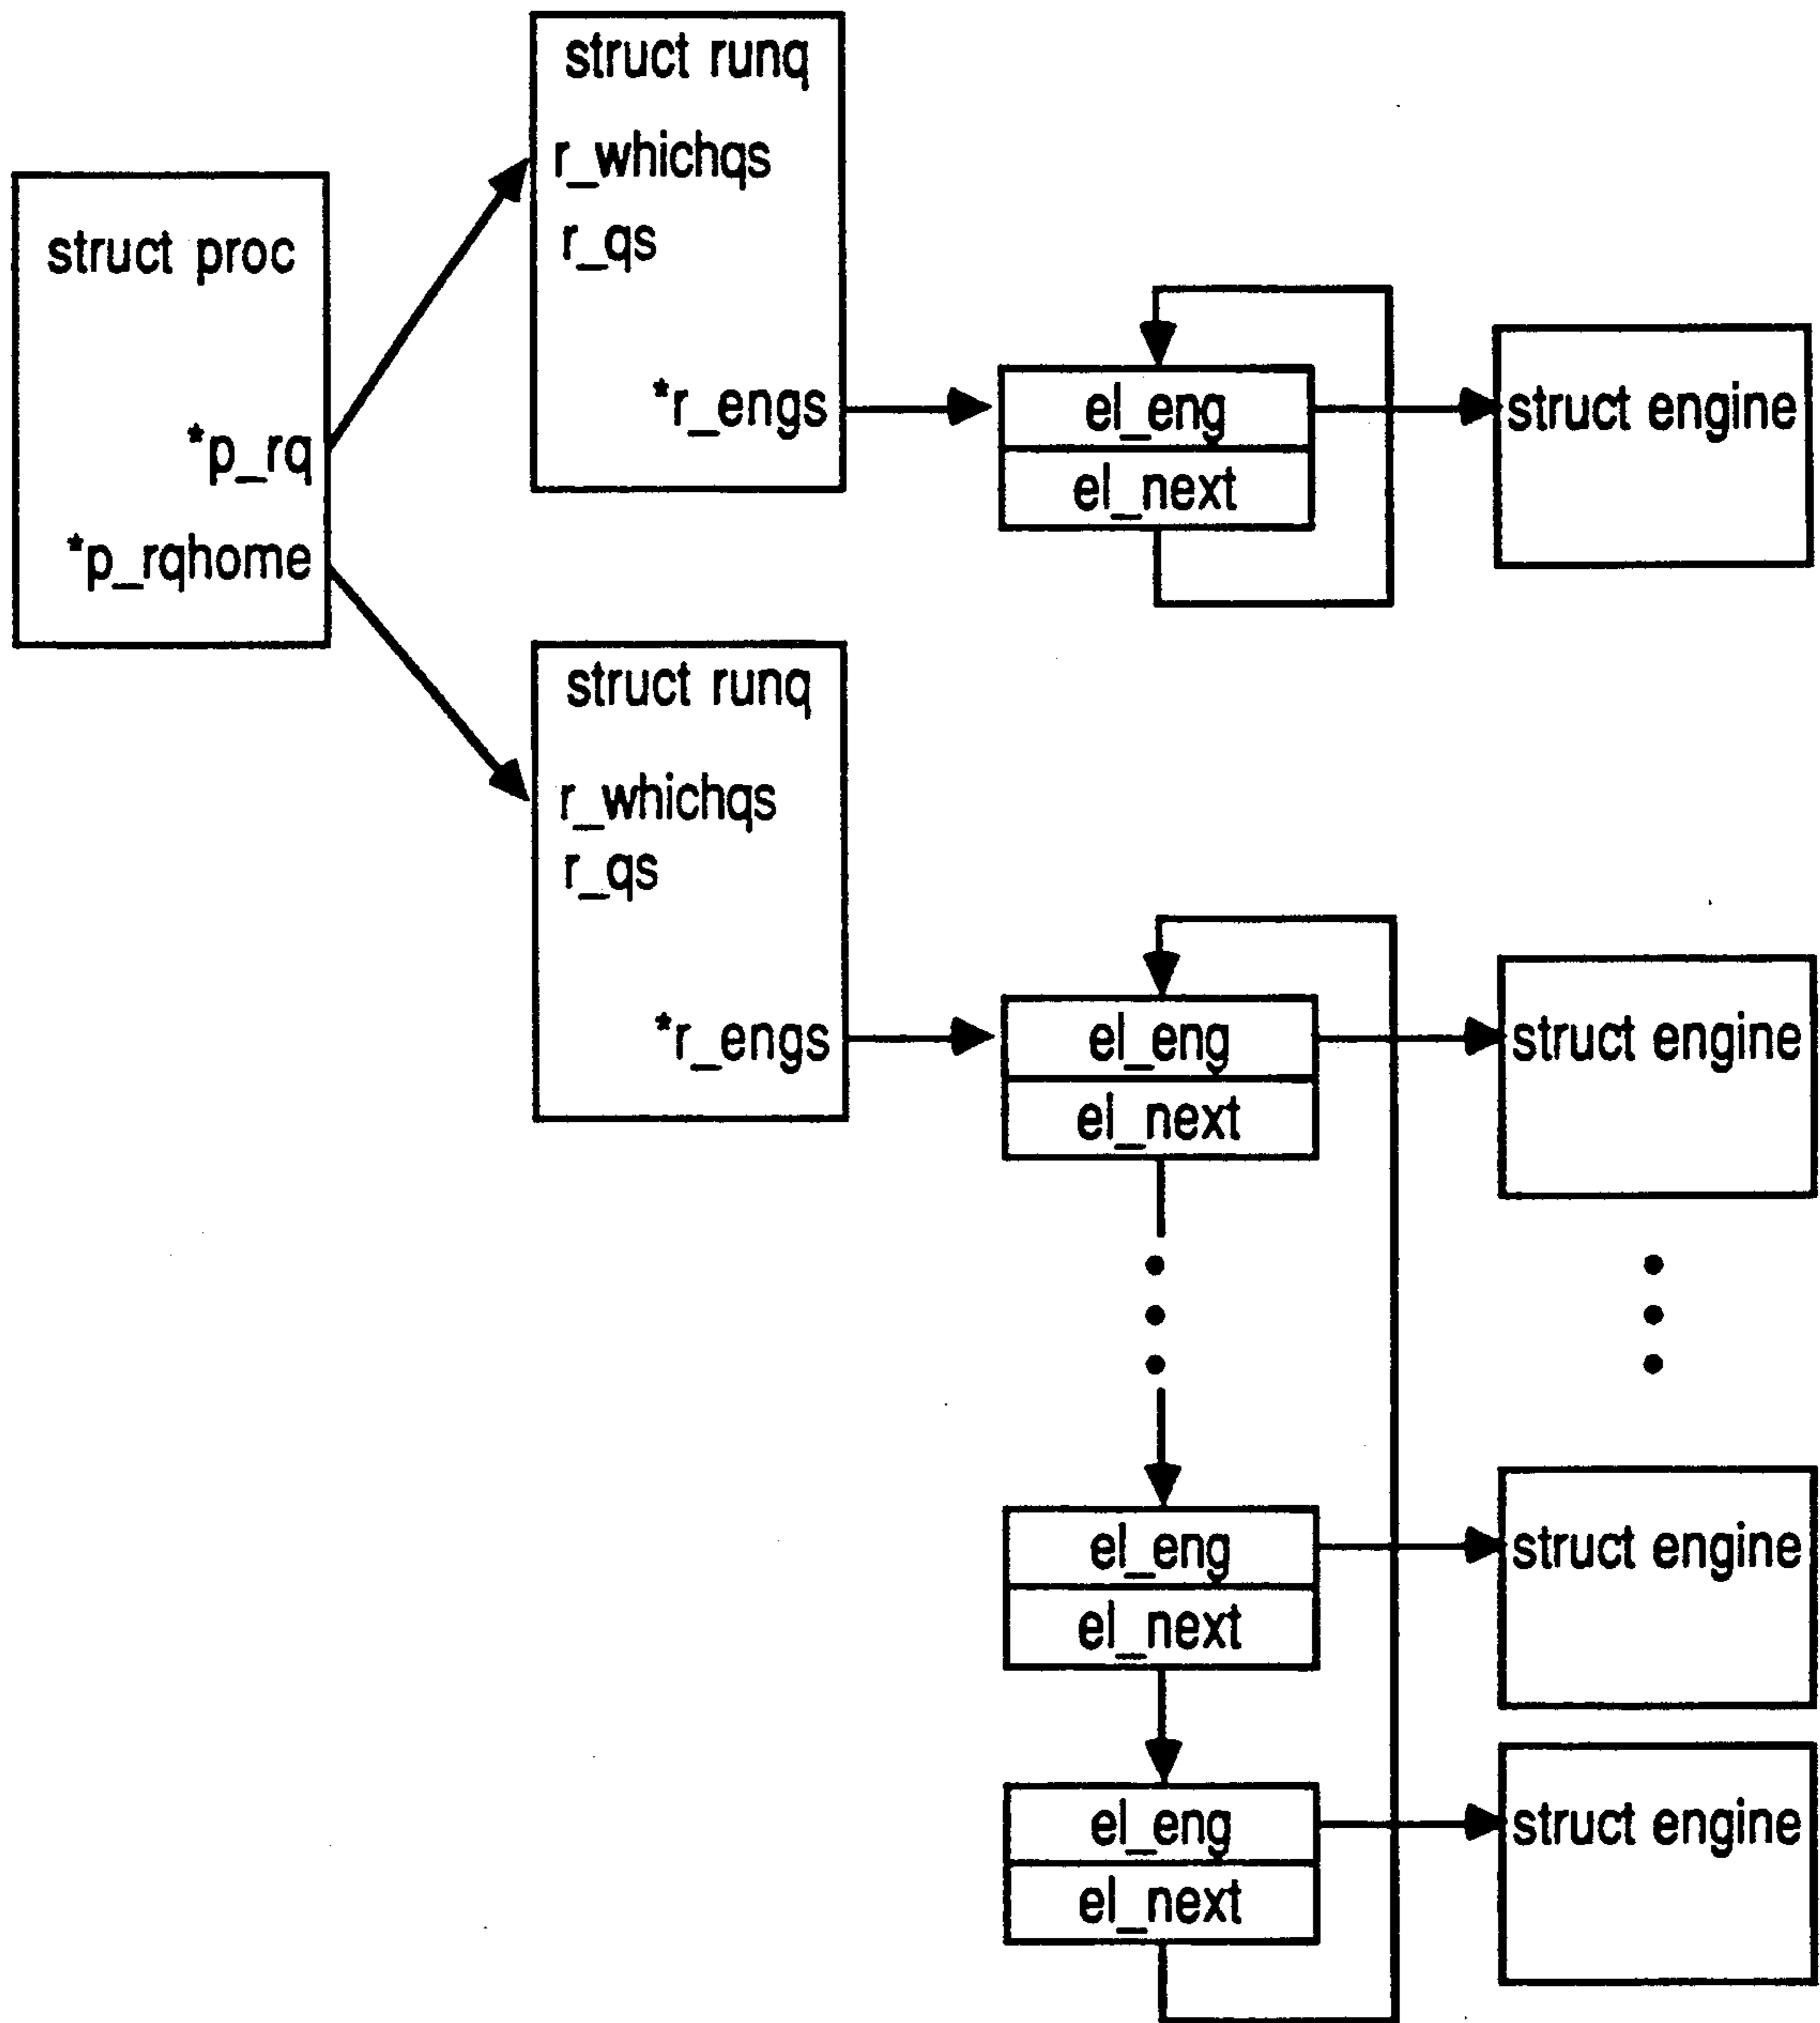 struct proc
*p_rq
*p_rqhome
struct runq
r_whichqs
r_qs
*r_engs
el_eng
el_next
struct engine
struct runq
r_whichqs
r_qs
*r_engs
el_eng
el_next
struct engine
el_eng
el_next
struct engine
el_eng
el_next
struct engine